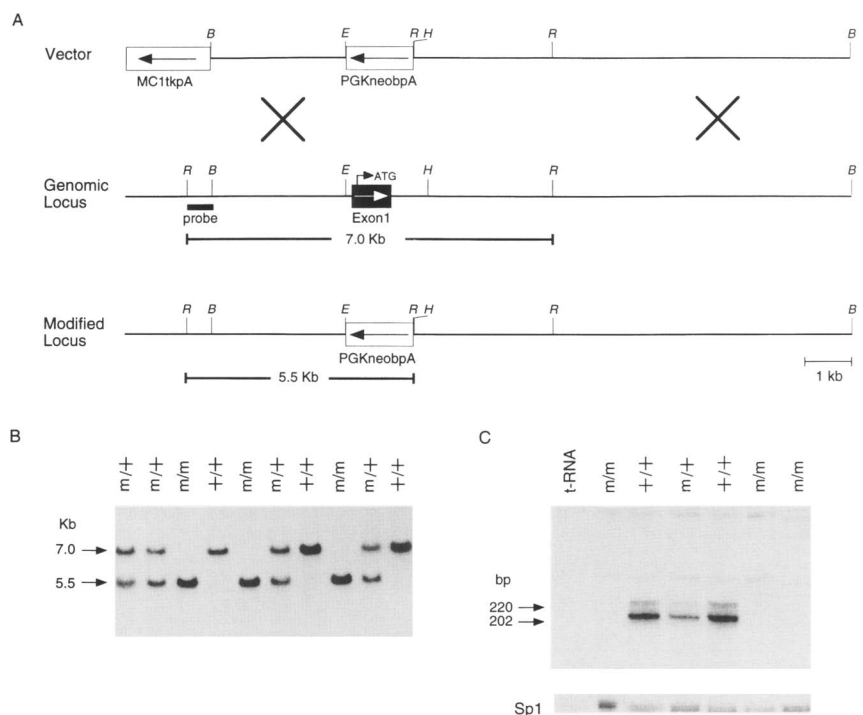 A
B E R H R B
Vector
MC1tkpA PGKneobpA
R B E ATG H R B
Genomic
Locus
probe Exon1
7.0 Kb
R B E R H R B
Modified
Locus
PGKneobpA
5.5 Kb
1 kb
B
m/+ m/+ m/m +/+ m/m m/+ +/+ m/m m/+ +/+
Kb
7.0
5.5
C
t-RNA m/m +/+ m/+ +/+ m/m m/m
bp
220
202
Sp1